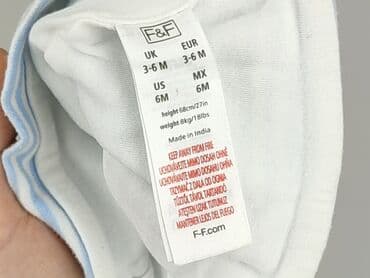 F&F
UK EUR
3-6 M 3-6 M
US MX
6M 6M
height 68cm/27in
weight 8kg/18lbs
Made in India
KEEP AWAY FROM FIRE
UCHOVÁVEJTE MIMO DOSAH OHNĚ
UCHOVÁVAJTE MIMO DOSAHU OHŇA
TRZYMAĆ Z DALA OD OGNIA
TŰZTŐL TÁVOL TARTANDÓ
ATEŞTEN UZAK TUTUNUZ
MANTENER LEJOS DEL FUEGO
F-F.com